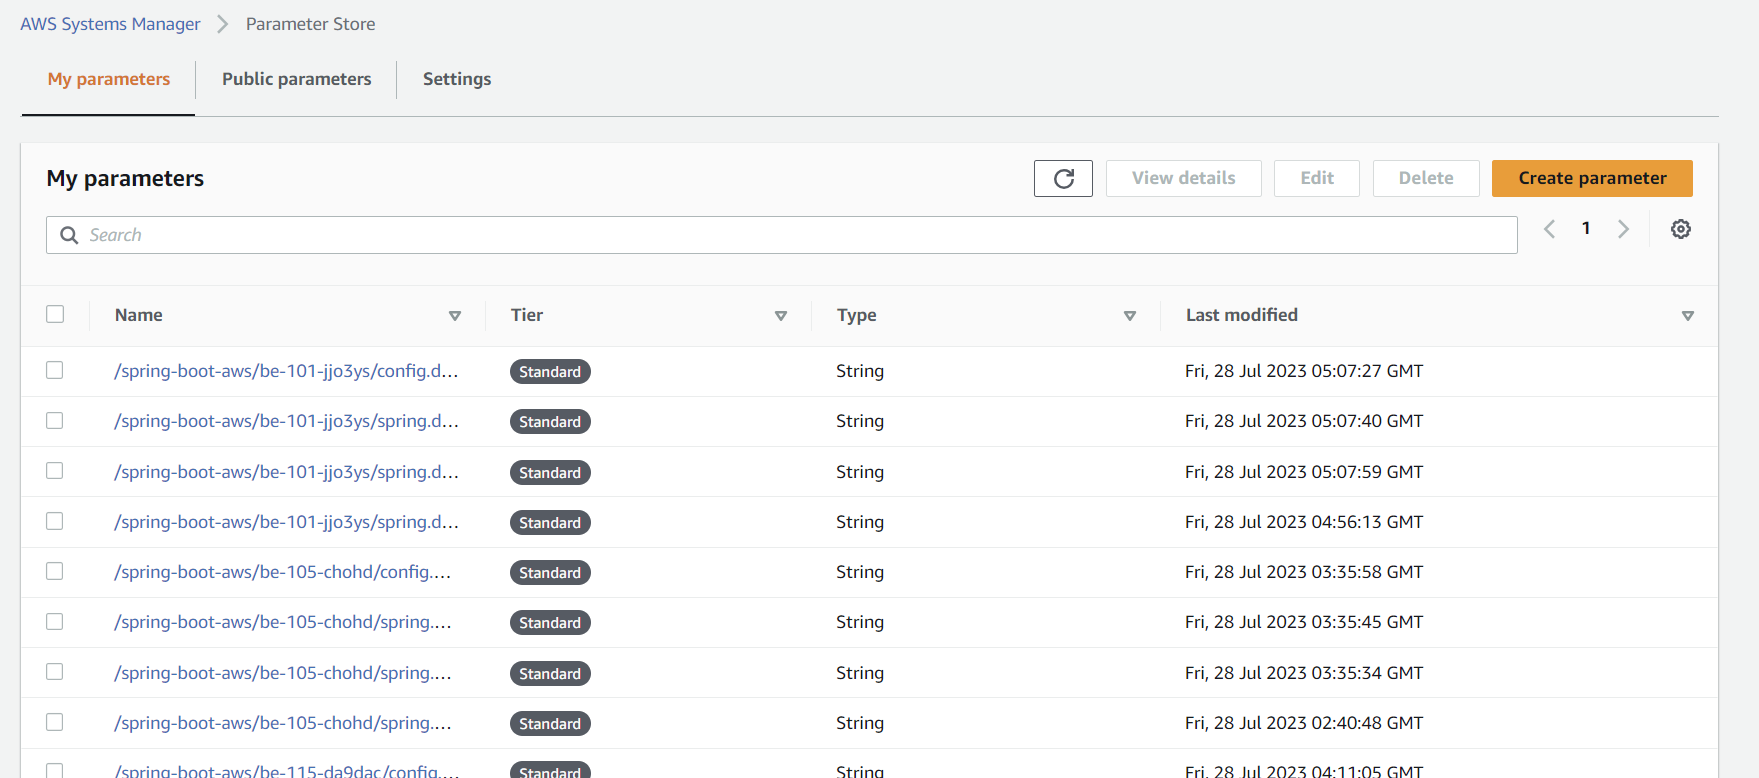 AWS Systems Manager > Parameter Store
My parameters Public parameters Settings
My parameters View details Edit Delete Create parameter
Search 1
Name Tier Type Last modified
/spring-boot-aws/be-101-jjo3ys/config.d... Standard String Fri, 28 Jul 2023 05:07:27 GMT
/spring-boot-aws/be-101-jjo3ys/spring.d... Standard String Fri, 28 Jul 2023 05:07:40 GMT
/spring-boot-aws/be-101-jjo3ys/spring.d... Standard String Fri, 28 Jul 2023 05:07:59 GMT
/spring-boot-aws/be-101-jjo3ys/spring.d... Standard String Fri, 28 Jul 2023 04:56:13 GMT
/spring-boot-aws/be-105-chohd/config.... Standard String Fri, 28 Jul 2023 03:35:58 GMT
/spring-boot-aws/be-105-chohd/spring.... Standard String Fri, 28 Jul 2023 03:35:45 GMT
/spring-boot-aws/be-105-chohd/spring.... Standard String Fri, 28 Jul 2023 03:35:34 GMT
/spring-boot-aws/be-105-chohd/spring.... Standard String Fri, 28 Jul 2023 02:40:48 GMT
/spring-boot-aws/be-115-da9dac/config.... Standard String Fri, 28 Jul 2023 04:11:05 GMT